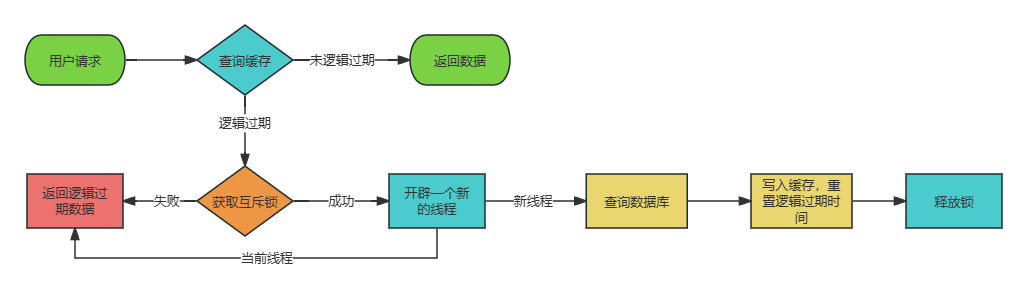 用户请求
查询缓存
未逻辑过期
返回数据
逻辑过期
返回逻辑过
期数据
失败
获取互斥锁
成功
开辟一个新
的线程
新线程
查询数据库
写入缓存，重
置逻辑过期时
间
释放锁
当前线程